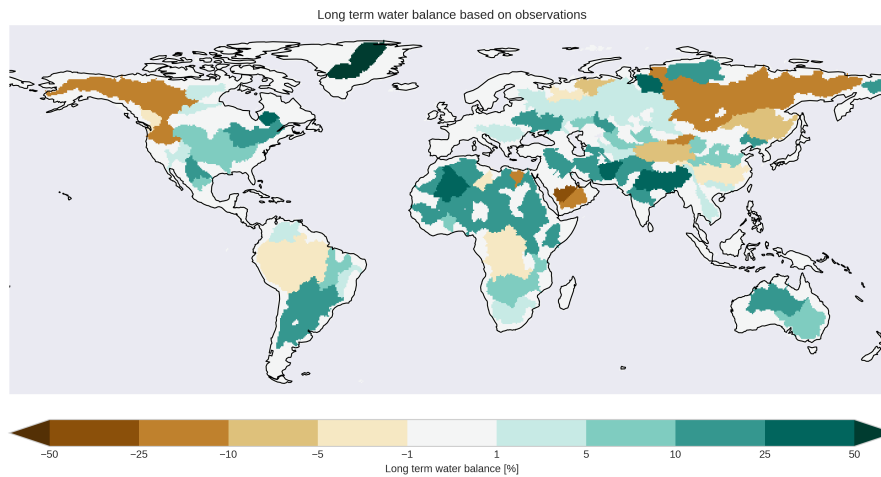 Long term water balance based on observations
−50 −25 −10 −5 −1 1 5 10 25 50
Long term water balance [%]